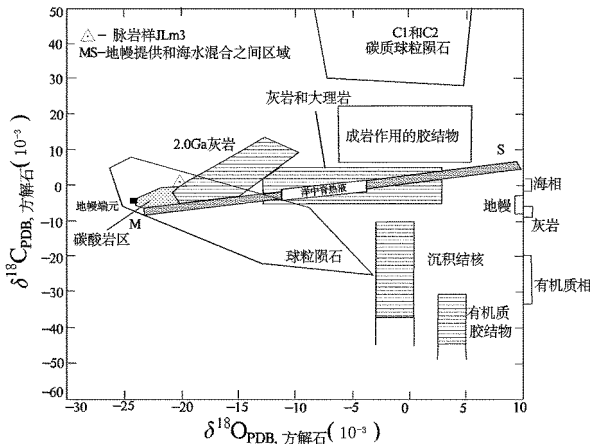 △– 脉岩样JLm3
MS–地幔提供和海水混合之间区域
C1和C2
碳质球粒陨石
灰岩和大理岩
2.0Ga灰岩
成岩作用的胶结物
S
洋中脊热液
地幔端元
M
碳酸岩区
球粒陨石
沉积结核
有机质
胶结物
海相
地幔
灰岩
有机质相
50
40
30
20
10
0
−10
−20
−30
−40
−50
−60
−30
−25
−20
−15
−10
−5
0
5
10
δ18CPDB, 方解石(10−3)
δ18OPDB, 方解石(10−3)